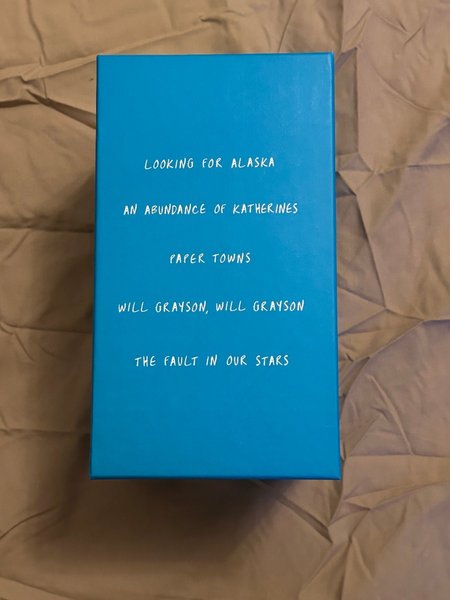 LOOKING FOR ALASKA
AN ABUNDANCE OF KATHERINES
PAPER TOWNS
WILL GRAYSON, WILL GRAYSON
THE FAULT IN OUR STARS